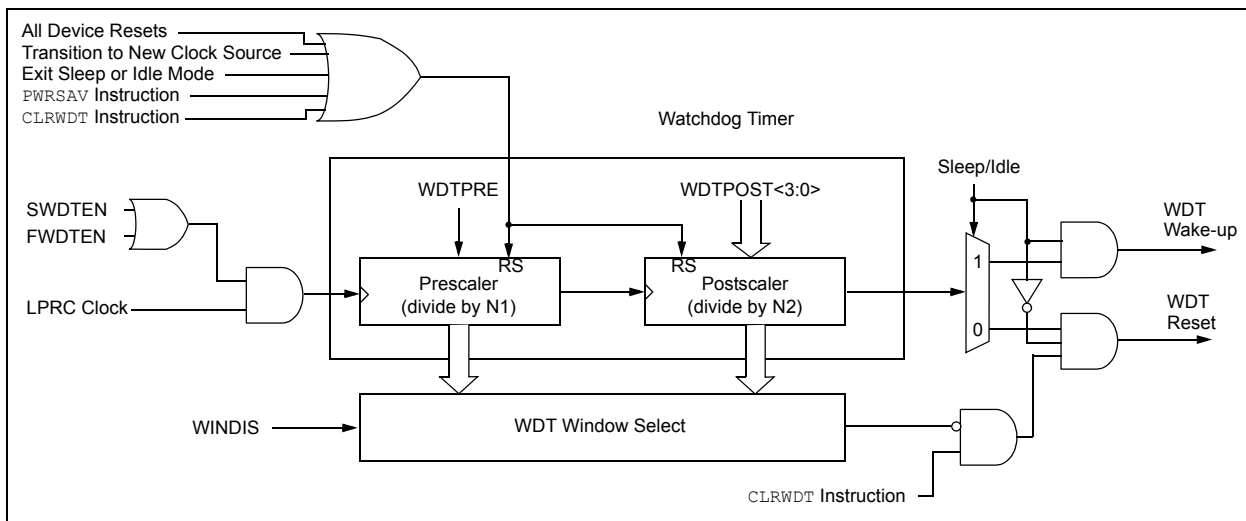 All Device Resets
Transition to New Clock Source
Exit Sleep or Idle Mode
PWRSAV Instruction
CLRWDT Instruction
Watchdog Timer
Sleep/Idle
WDTPRE
WDTPOST<3:0>
SWDTEN
FWDTEN
WDT
Wake-up
RS
RS
1
Prescaler
(divide by N1)
Postscaler
(divide by N2)
LPRC Clock
WDT
Reset
0
WINDIS
WDT Window Select
CLRWDT Instruction